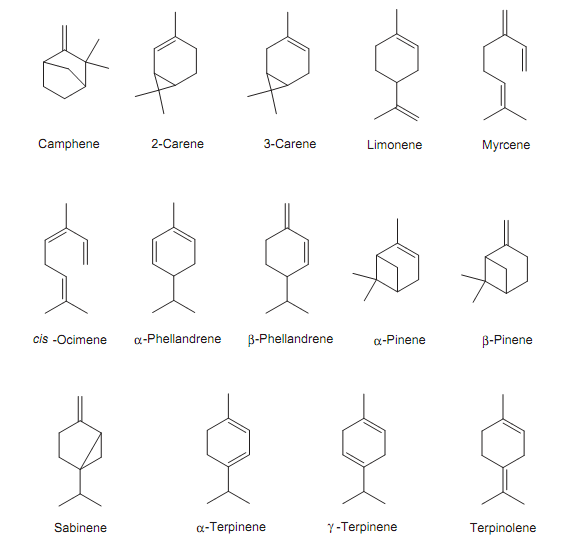 Camphene 2-Carene 3-Carene Limonene Myrcene
cis -Ocimene α-Phellandrene β-Phellandrene α-Pinene β-Pinene
Sabinene α-Terpinene γ-Terpinene Terpinolene